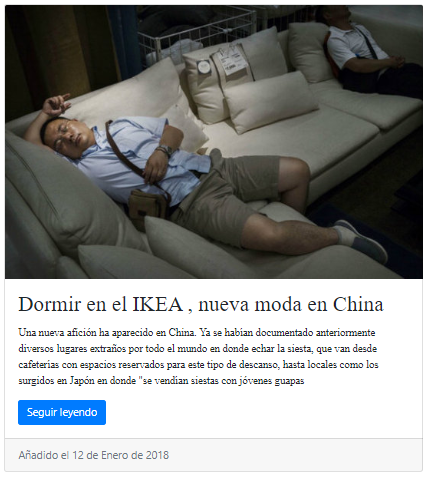 Dormir en el IKEA , nueva moda en China
Una nueva afición ha aparecido en China. Ya se habían documentado anteriormente
diversos lugares extraños por todo el mundo en donde echar la siesta, que van desde
cafeterías con espacios reservados para este tipo de descanso, hasta locales como los
surgidos en Japón en donde "se vendían siestas con jóvenes guapas
Seguir leyendo
Añadido el 12 de Enero de 2018